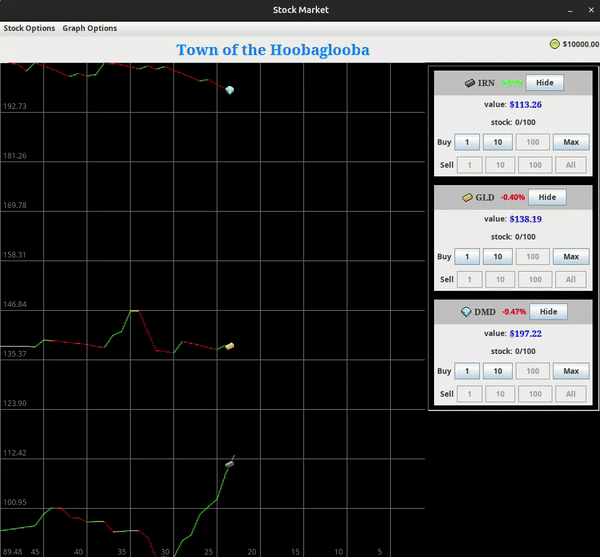 Stock Market
Stock Options Graph Options
Town of the Hoobaglooba
$10000.00
192.73
181.26
169.78
158.31
146.84
135.37
123.90
112.42
100.95
89.48 45 40 35 30 25 20 15 10 5
IRN Hide
value: $113.26
stock: 0/100
Buy 1 10 100 Max
Sell 1 10 100 All
GLD -0.40% Hide
value: $138.19
stock: 0/100
Buy 1 10 100 Max
Sell 1 10 100 All
DMD -0.47% Hide
value: $197.22
stock: 0/100
Buy 1 10 100 Max
Sell 1 10 100 All